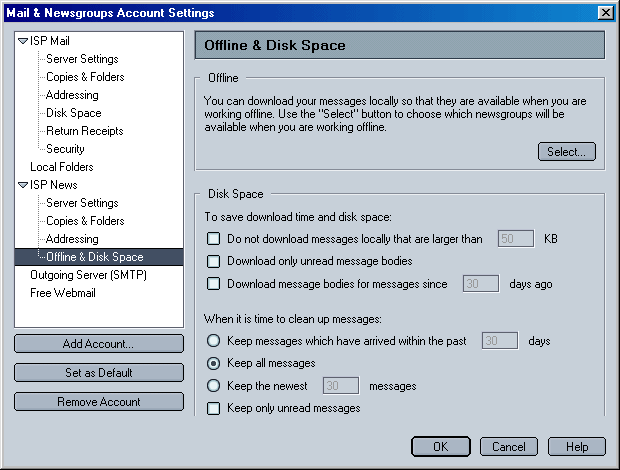 Mail & Newsgroups Account Settings
ISP Mail
Server Settings
Copies & Folders
Addressing
Disk Space
Return Receipts
Security
Local Folders
ISP News
Server Settings
Copies & Folders
Addressing
Offline & Disk Space
Outgoing Server (SMTP)
Free Webmail
Add Account...
Set as Default
Remove Account
Offline & Disk Space
Offline
You can download your messages locally so that they are available when you are
working offline. Use the "Select" button to choose which newsgroups will be
available when you are working offline.
Select...
Disk Space
To save download time and disk space:
Do not download messages locally that are larger than 50 KB
Download only unread message bodies
Download message bodies for messages since 30 days ago
When it is time to clean up messages:
Keep messages which have arrived within the past 30 days
Keep all messages
Keep the newest 30 messages
Keep only unread messages
OK Cancel Help